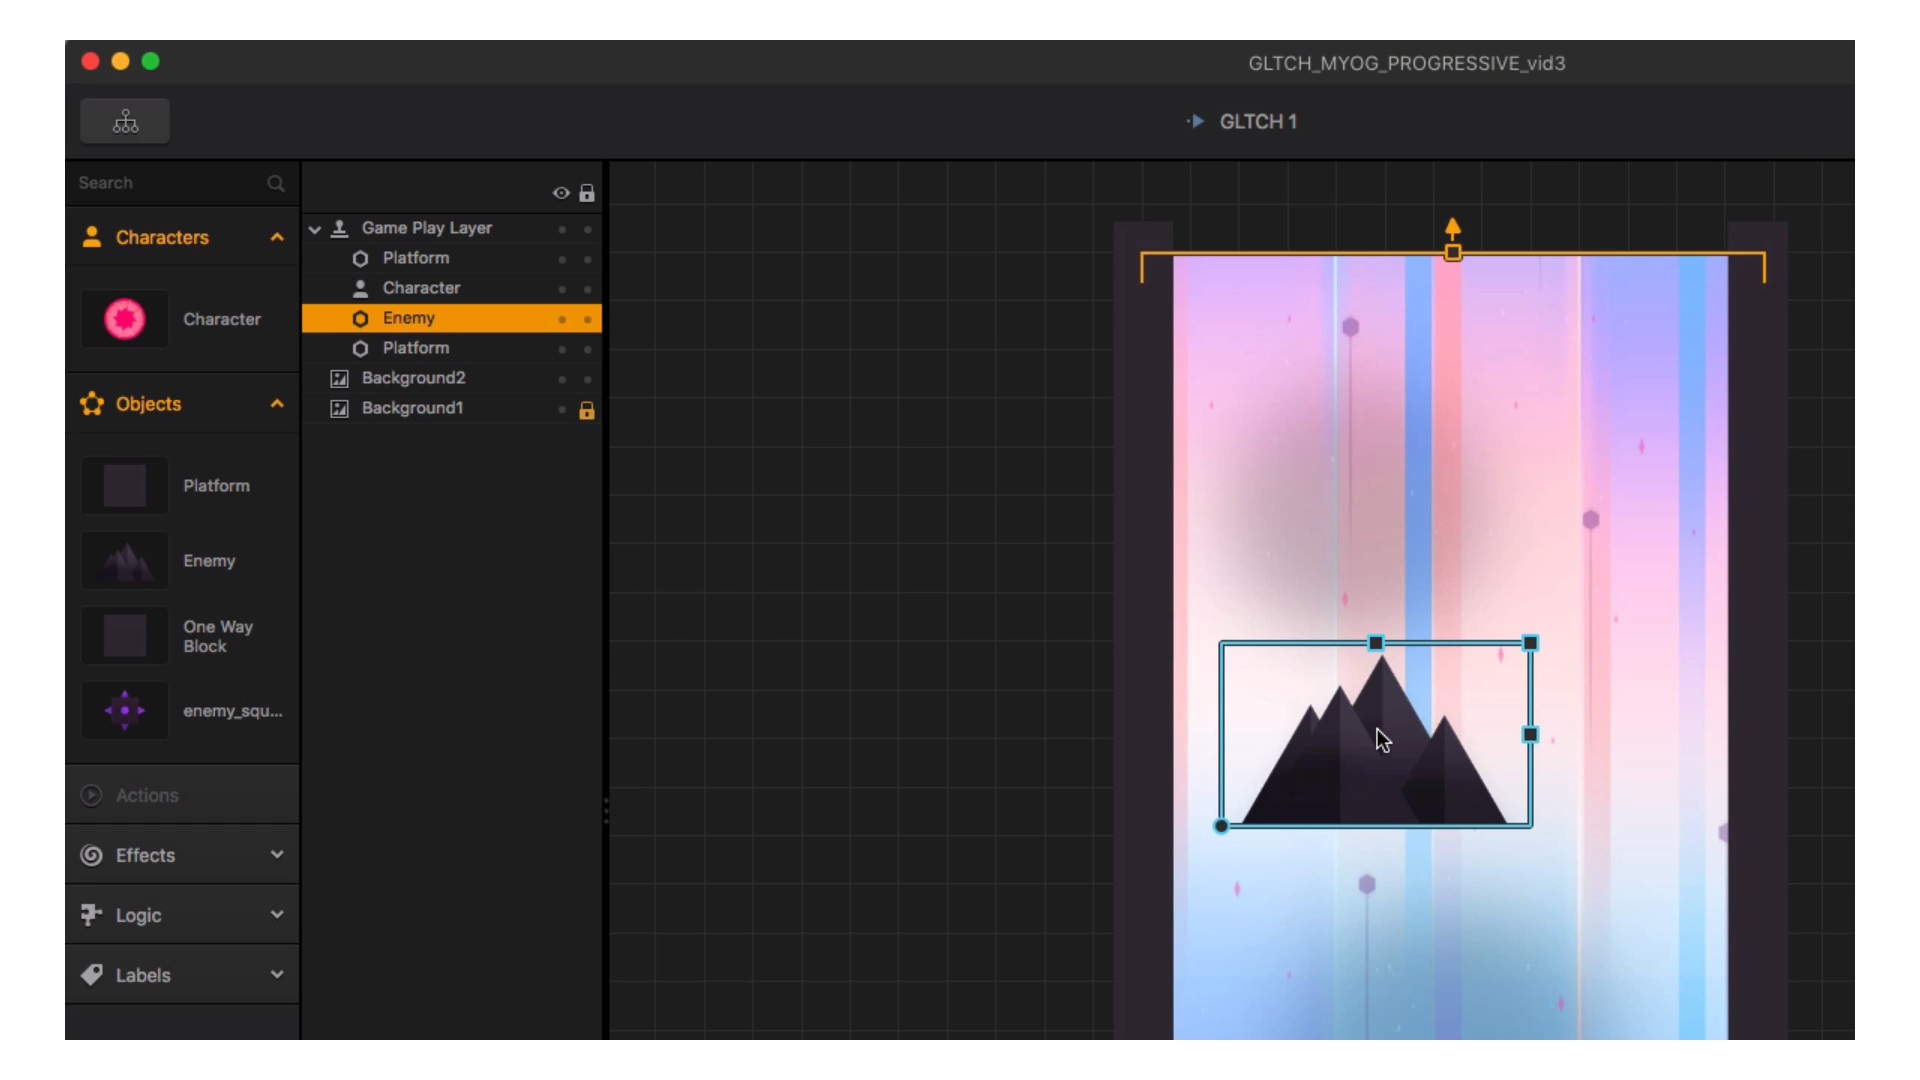 GLTCH_MYOG_PROGRESSIVE_vid3
GLTCH 1
Search
Characters
Character
Objects
Platform
Enemy
One Way
Block
enemy_squ...
Actions
Effects
Logic
Labels
Game Play Layer
Platform
Character
Enemy
Platform
Background2
Background1